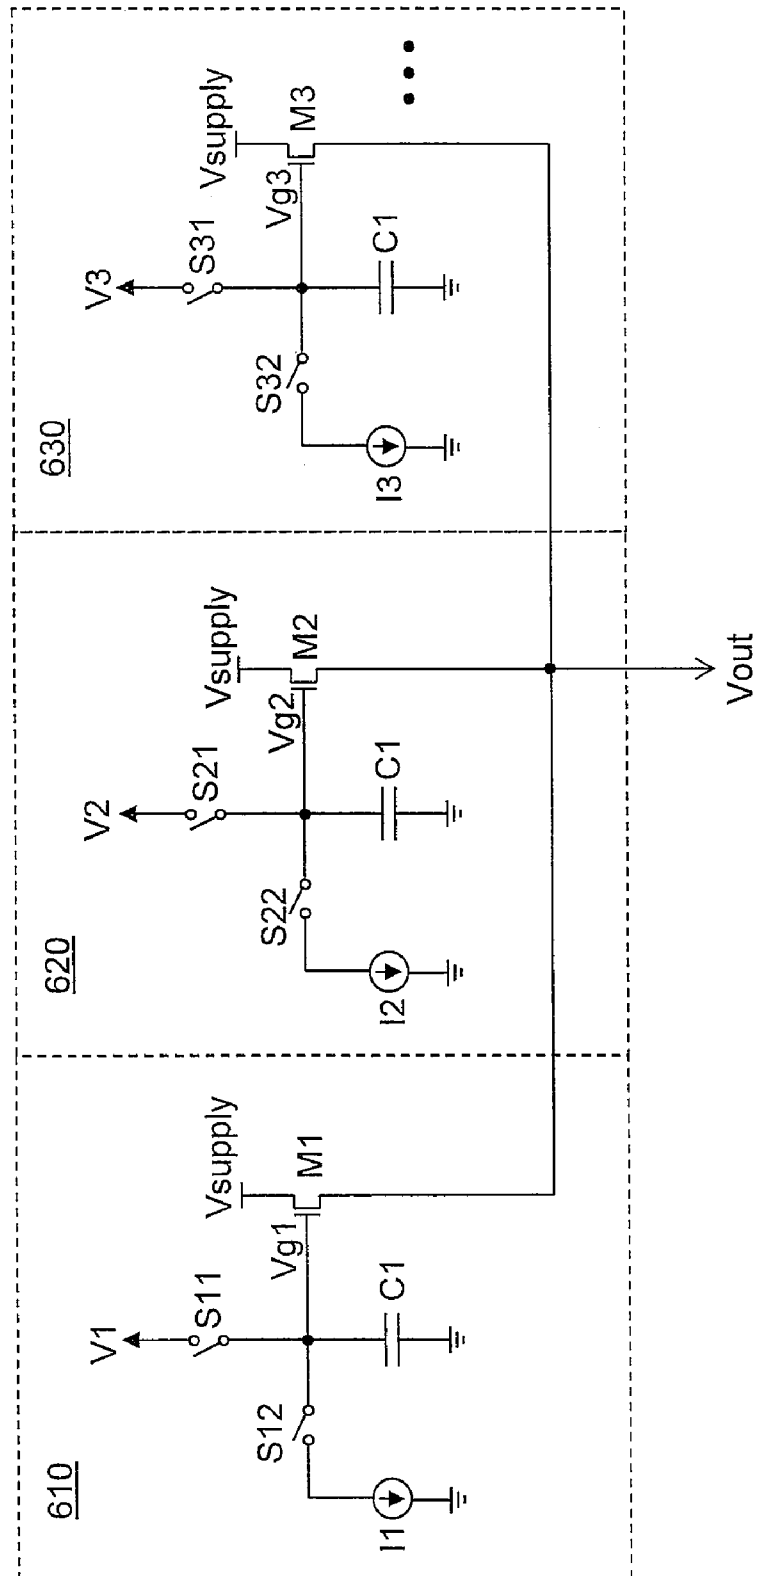 610
V1
S11
S12
Vsupply
Vg1
M1
C1
I1
620
V2
S21
S22
Vsupply
Vg2
M2
C1
I2
630
V3
S31
S32
Vsupply
Vg3
M3
C1
I3
Vout